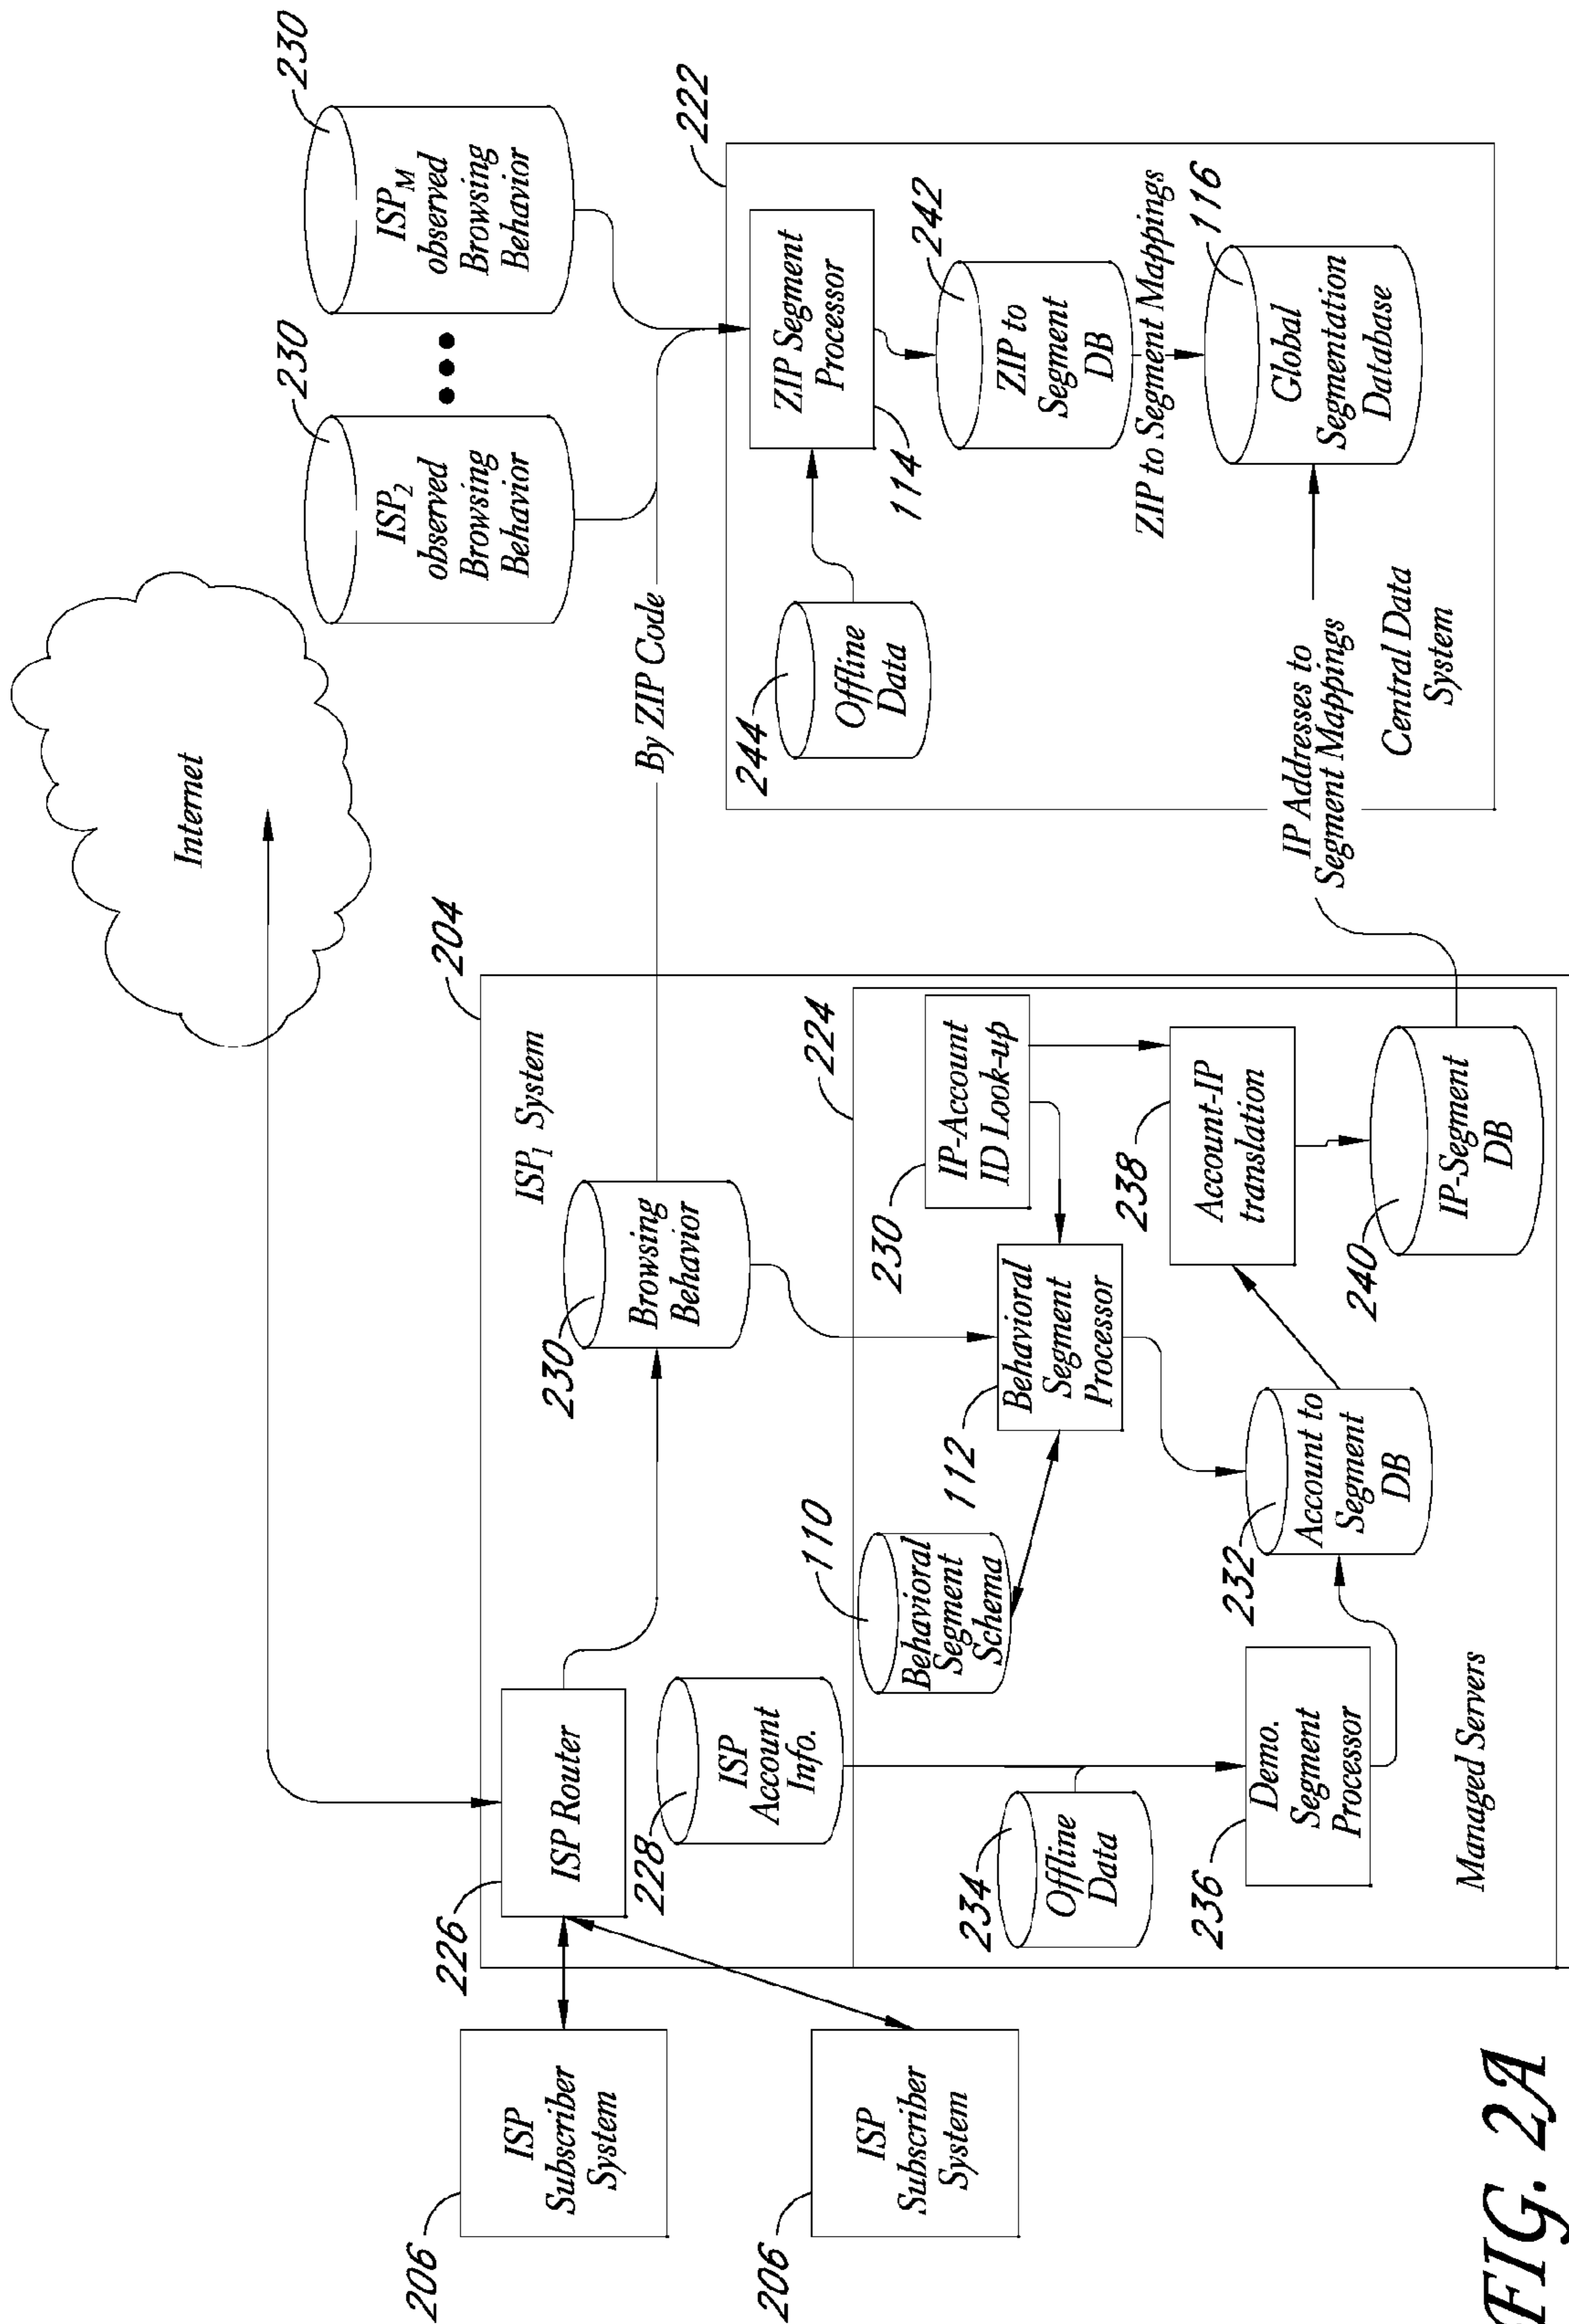 Internet
206
ISP
Subscriber
System
206
ISP
Subscriber
System
204
ISP1 System
226
ISP Router
228
ISP
Account
Info.
230
Browsing
Behavior
By ZIP Code
224
110
Behavioral
Segment
Schema
112
Behavioral
Segment
Processor
230
IP-Account
ID Look-up
234
Offline
Data
236
Demo.
Segment
Processor
232
Account to
Segment
DB
238
Account-IP
translation
240
IP-Segment
DB
Managed Servers
230
ISP2
observed
Browsing
Behavior
230
ISPM
observed
Browsing
Behavior
222
244
Offline
Data
114
ZIP Segment
Processor
242
ZIP to
Segment
DB
ZIP to Segment Mappings
116
Global
Segmentation
Database
IP Addresses to
Segment Mappings
Central Data
System
FIG. 2A